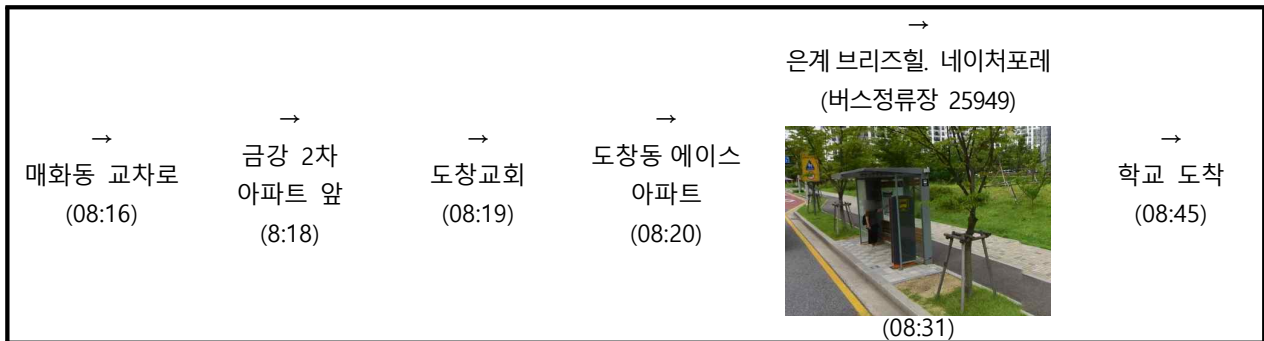 →
매화동 교차로
(08:16)
→
금강 2차
아파트 앞
(8:18)
→
도창교회
(08:19)
→
도창동 에이스
아파트
(08:20)
→
은계 브리즈힐. 네이처포레
(버스정류장 25949)
(08:31)
→
학교 도착
(08:45)